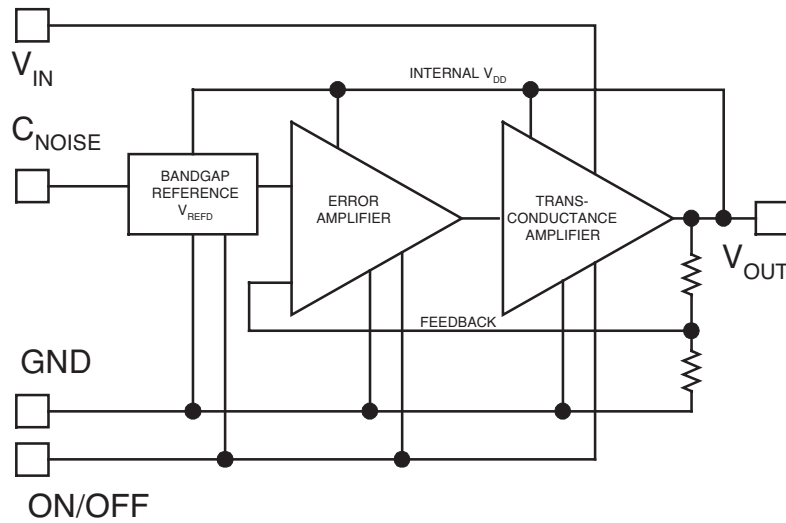 V_IN
INTERNAL V_DD
C_NOISE
BANDGAP
REFERENCE
V_REFD
ERROR
AMPLIFIER
TRANS-
CONDUCTANCE
AMPLIFIER
V_OUT
FEEDBACK
GND
ON/OFF